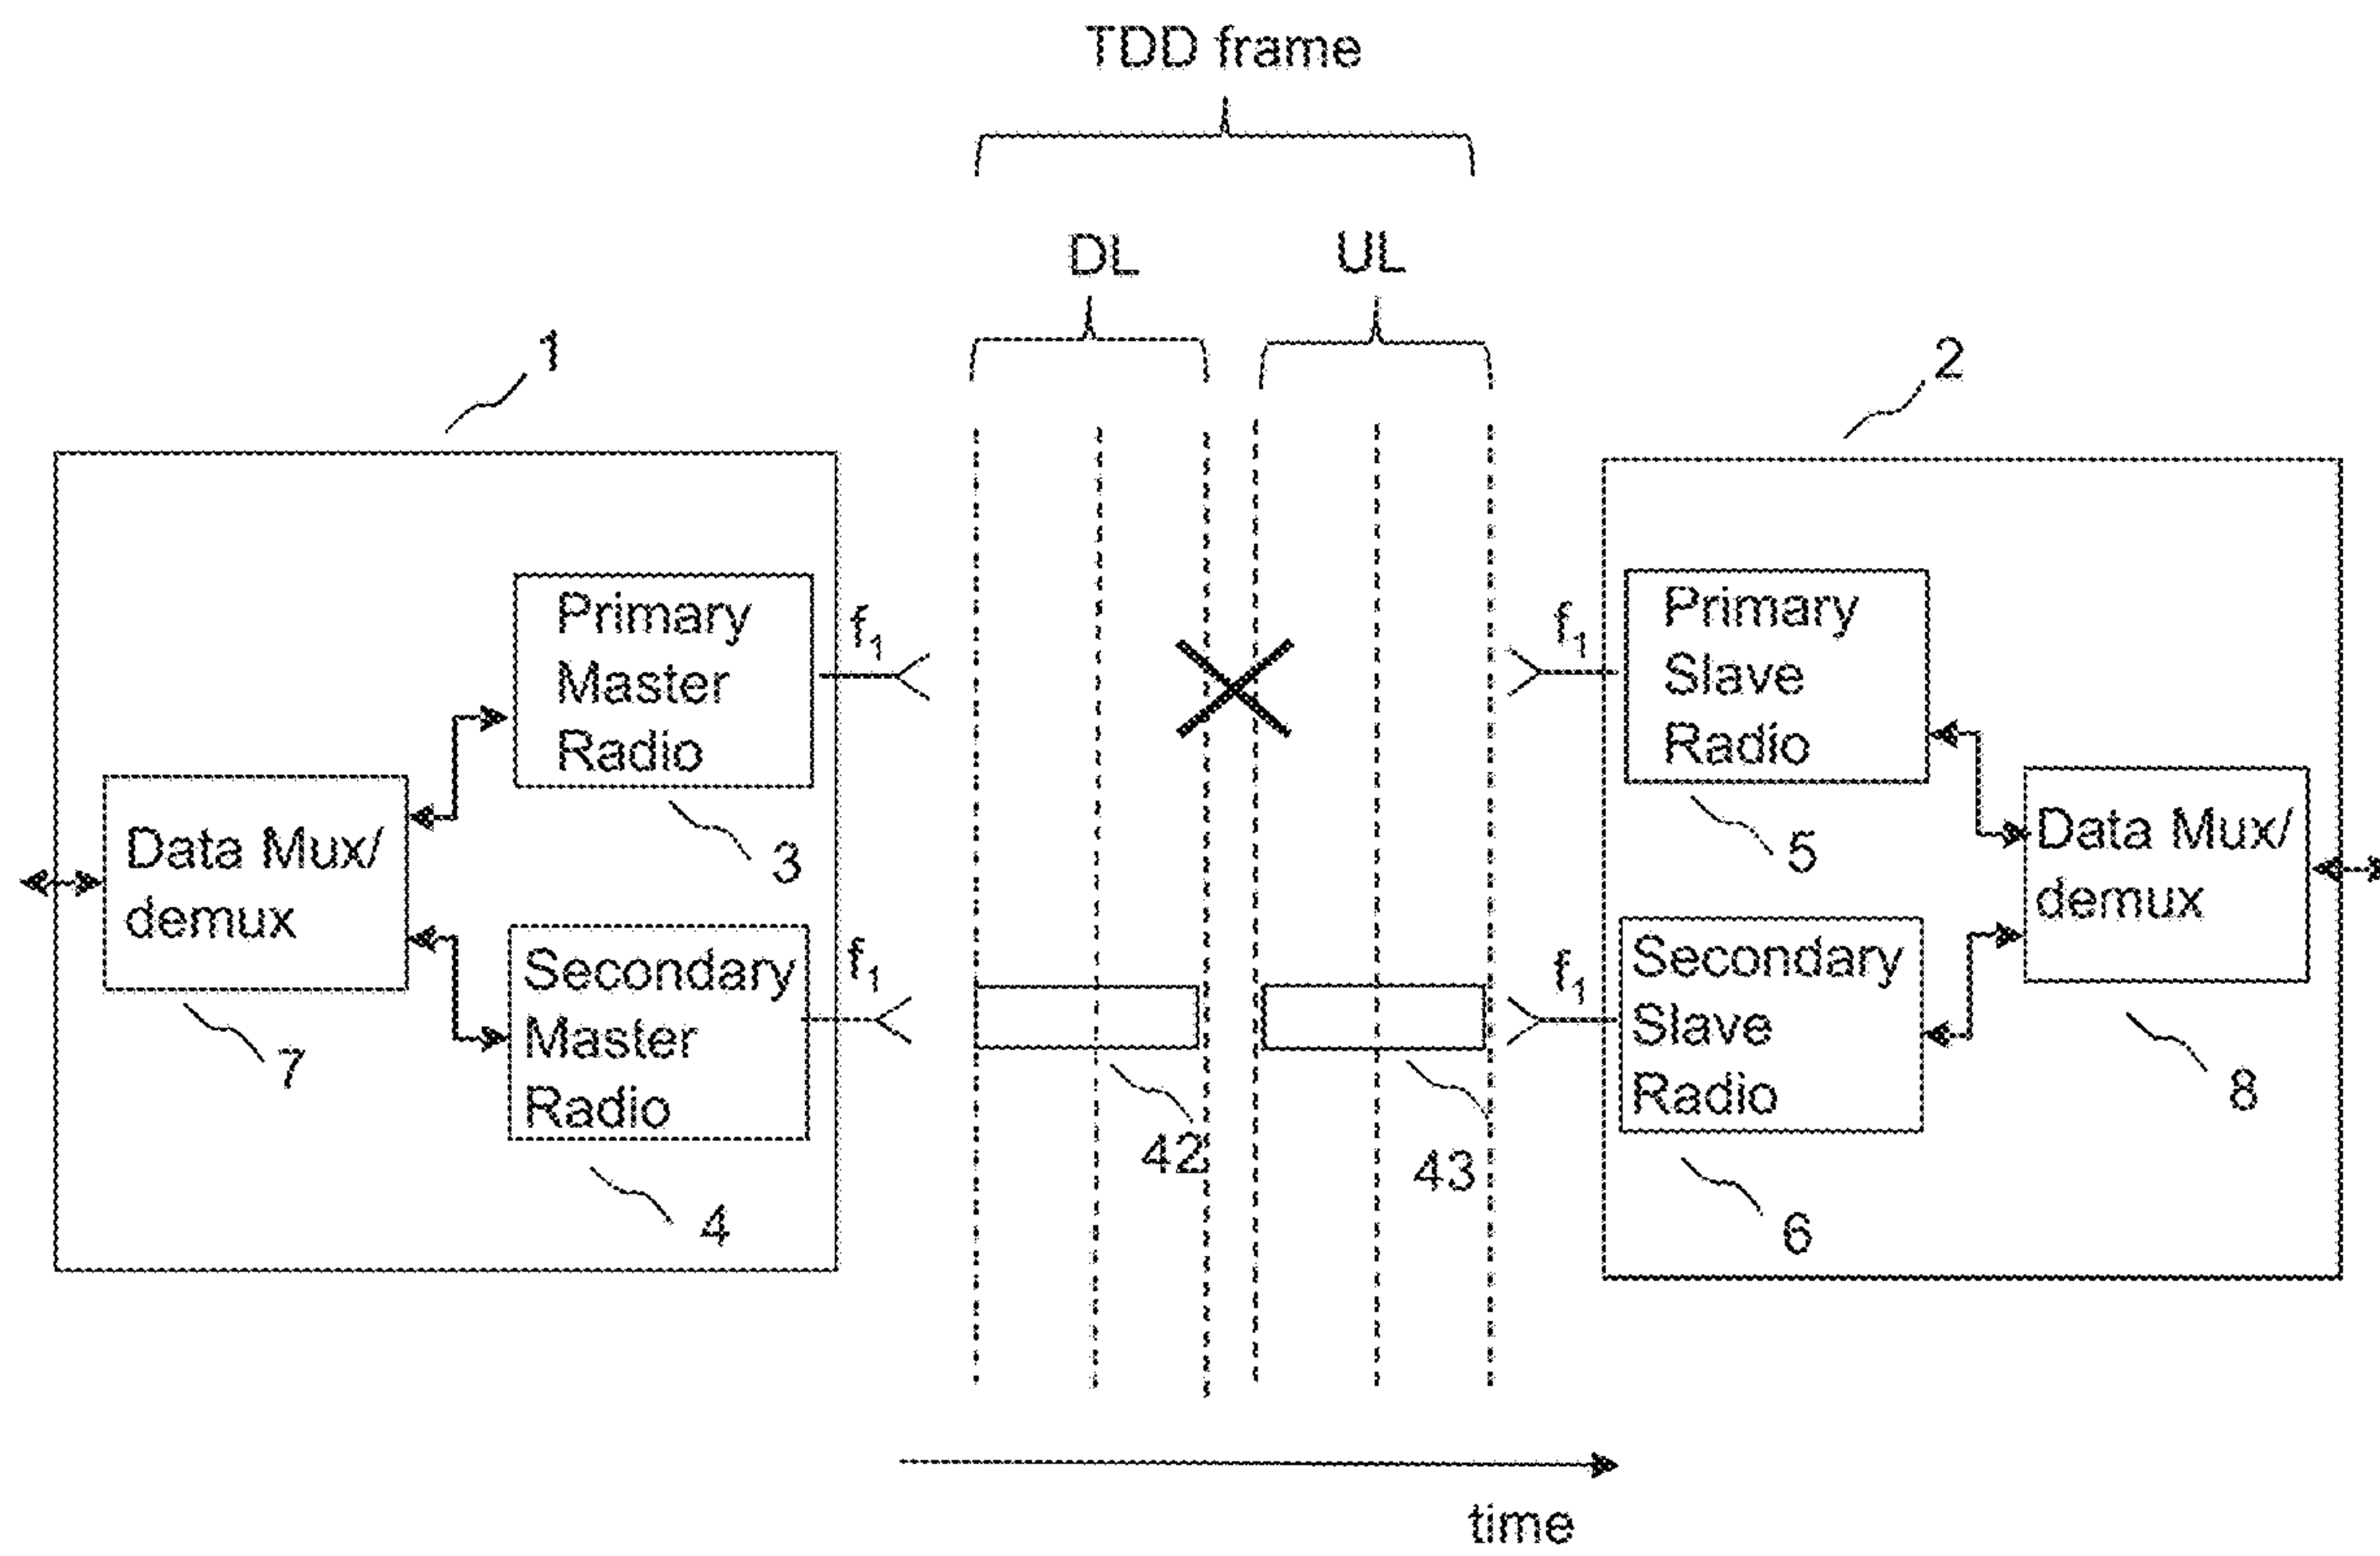 TDD frame
DL
UL
1
2
Primary
Master
Radio
f1
f1
Primary
Slave
Radio
3
5
Data Mux/
demux
Data Mux/
demux
Secondary
Master
Radio
f1
f1
Secondary
Slave
Radio
7
8
42
43
4
6
time